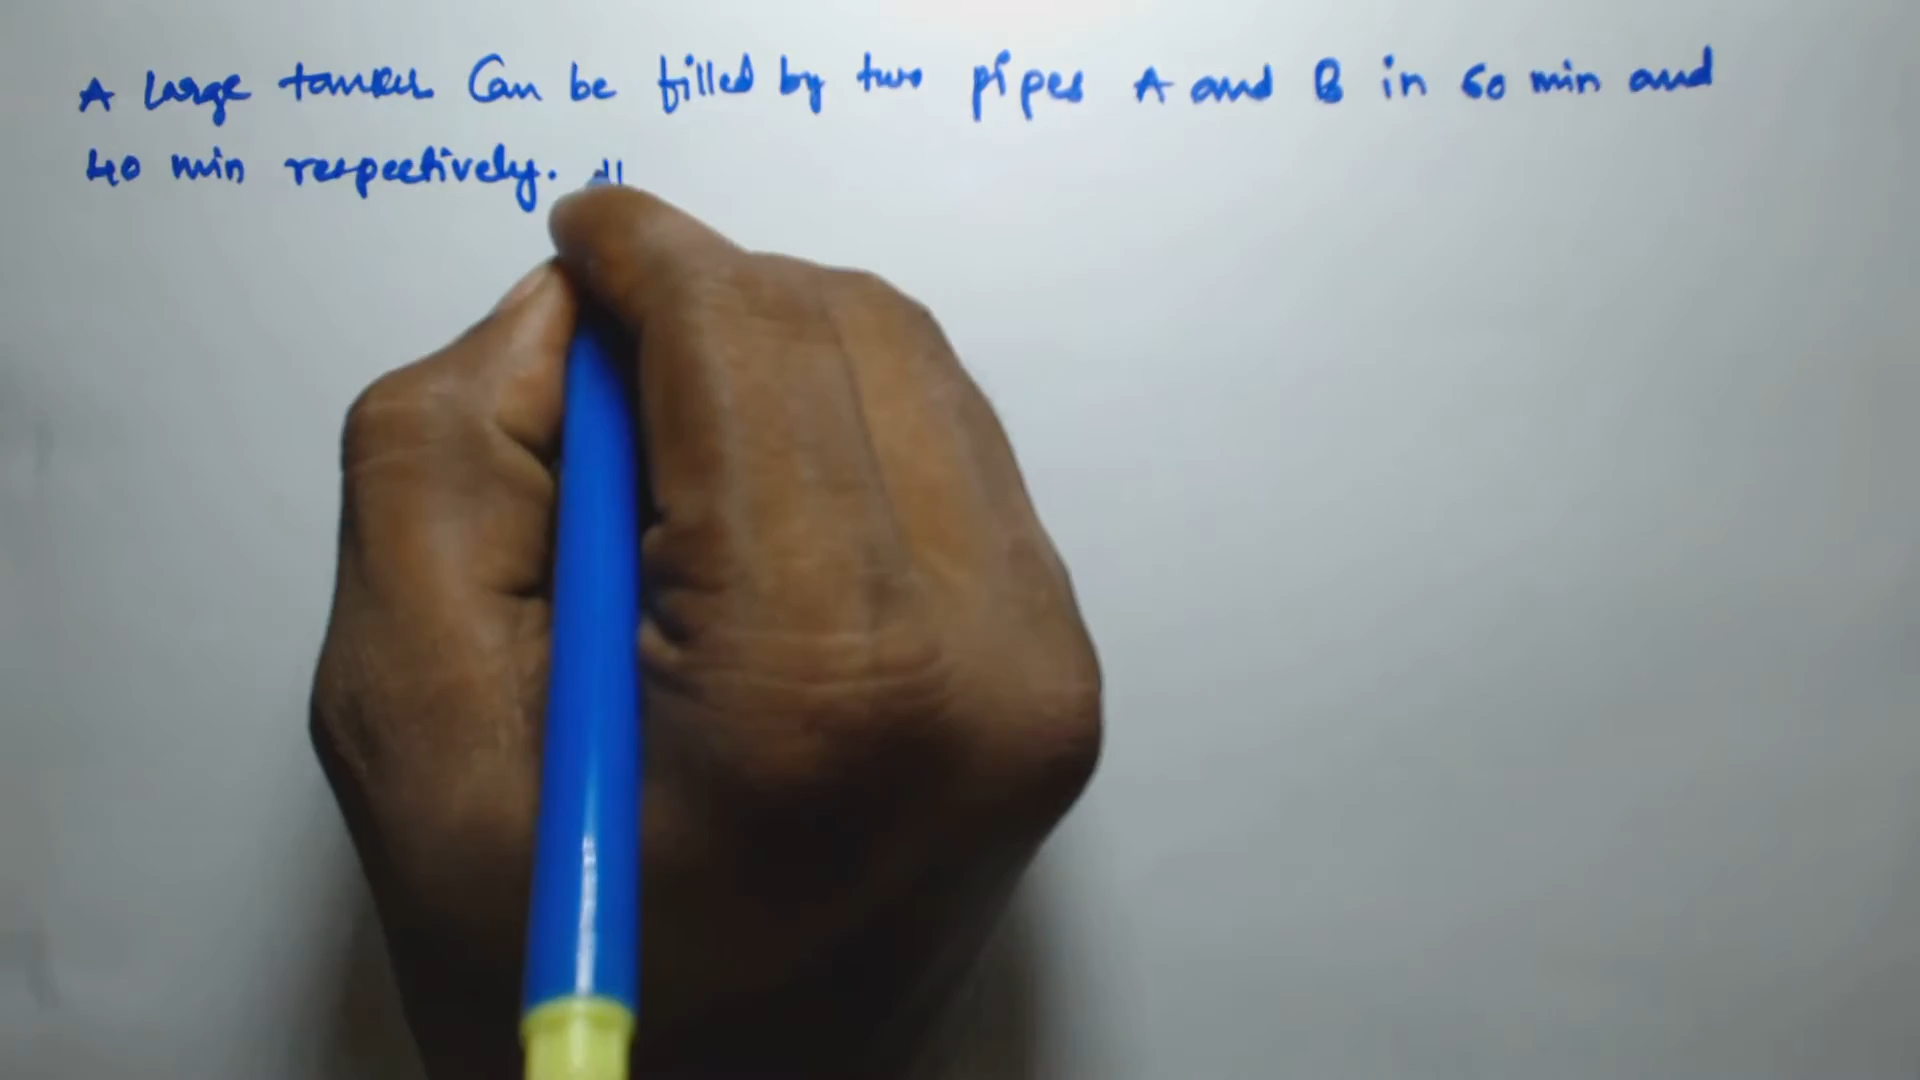 A large tanker Can be filled by two pipes A and B in 60 min and
40 min respectively.